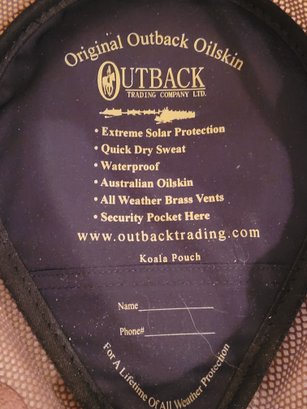 Original Outback Oilskin
OUTBACK
TRADING COMPANY LTD.
• Extreme Solar Protection
• Quick Dry Sweat
• Waterproof
• Australian Oilskin
• All Weather Brass Vents
• Security Pocket Here
www.outbacktrading.com
Koala Pouch
Name
Phone#
For A Lifetime Of All Weather Protection